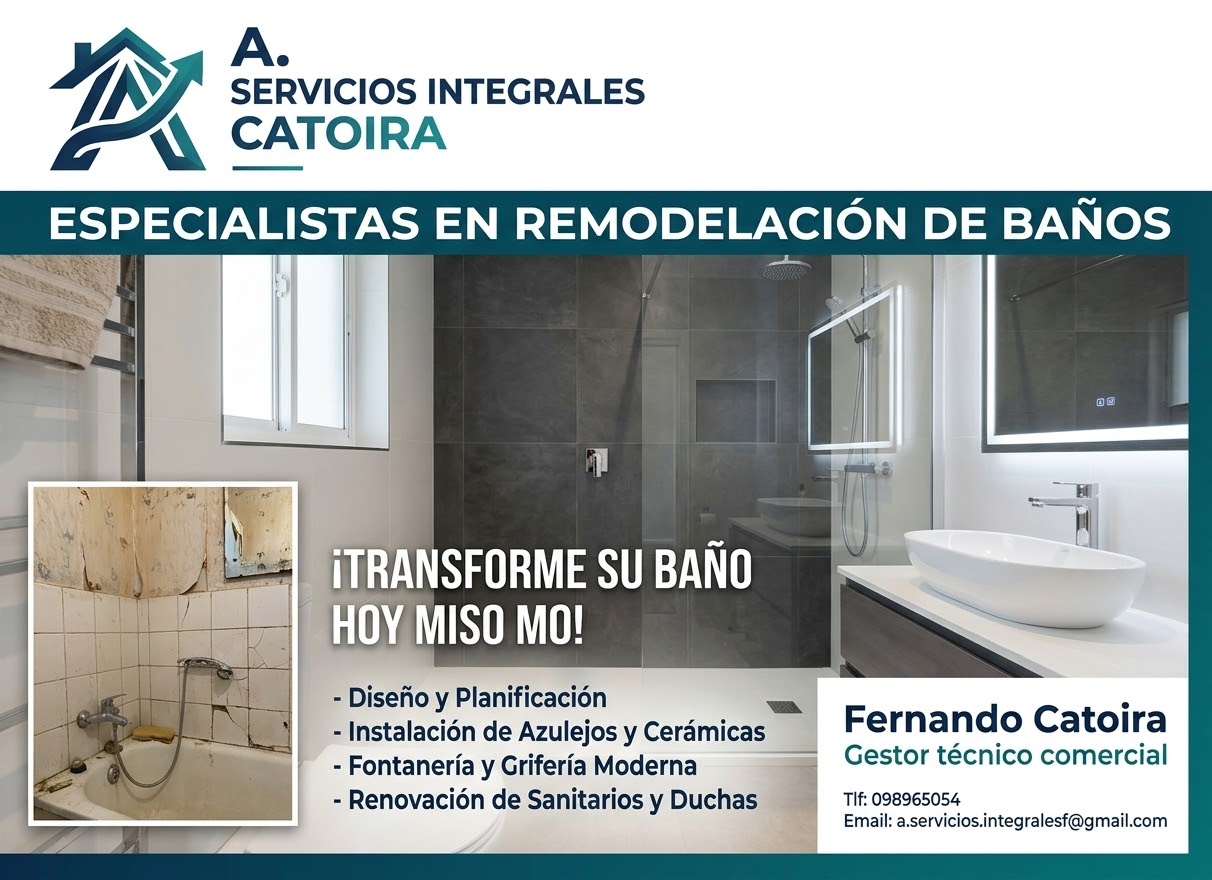 A.
SERVICIOS INTEGRALES
CATOIRA
ESPECIALISTAS EN REMODELACIÓN DE BAÑOS
¡TRANSFORME SU BAÑO
HOY MISO MO!
- Diseño y Planificación
- Instalación de Azulejos y Cerámicas
- Fontanería y Grifería Moderna
- Renovación de Sanitarios y Duchas
Fernando Catoira
Gestor técnico comercial
Tlf: 098965054
Email: a.servicios.integralesf@gmail.com